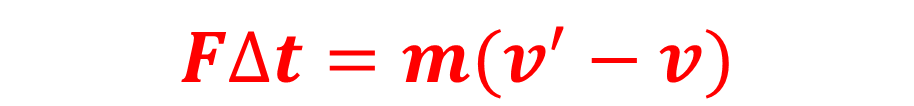 FΔt = m(v′ − v)